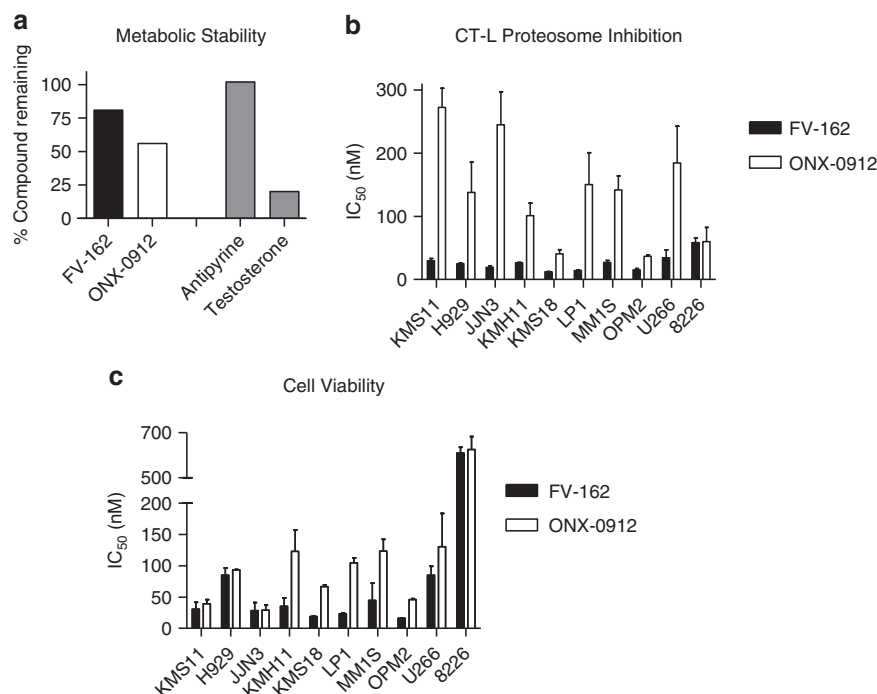 a
Metabolic Stability
% Compound remaining
100
75
50
25
0
FV-162
ONX-0912
Antipyrine
Testosterone
b
CT-L Proteosome Inhibition
IC50 (nM)
300
200
100
0
KMS11
H929
JJN3
KMH11
KMS18
LP1
MM1S
OPM2
U266
8226
FV-162
ONX-0912
c
Cell Viability
IC50 (nM)
700
500
200
150
100
50
0
KMS11
H929
JJN3
KMH11
KMS18
LP1
MM1S
OPM2
U266
8226
FV-162
ONX-0912